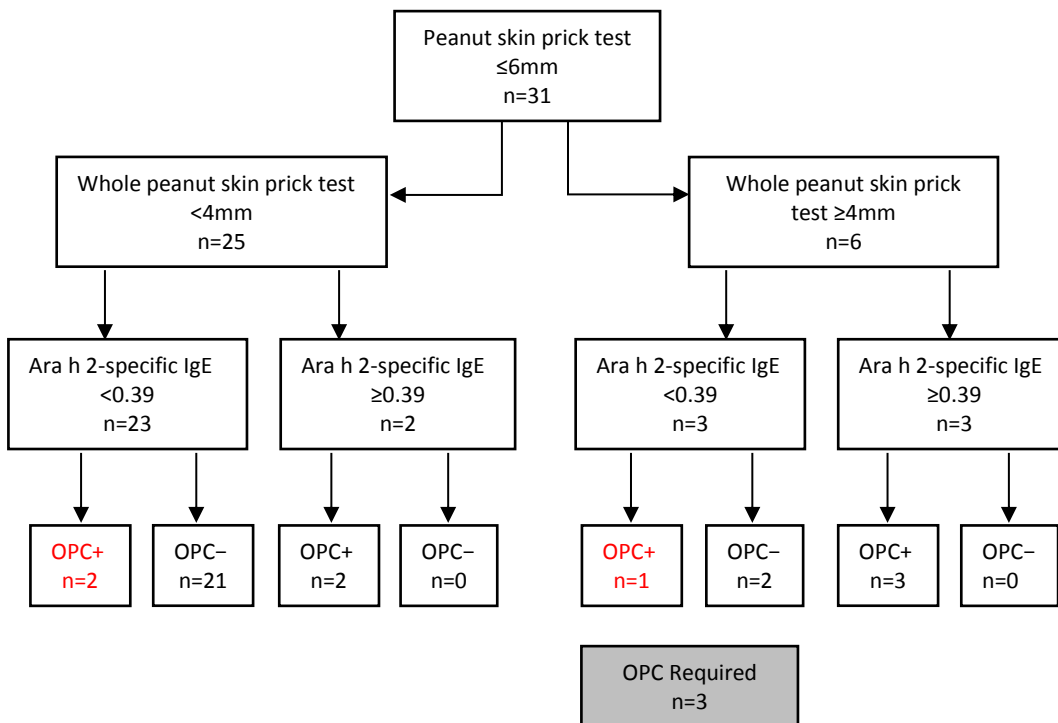 Peanut skin prick test
≤6mm
n=31
Whole peanut skin prick test
<4mm
n=25
Whole peanut skin prick
test ≥4mm
n=6
Ara h 2-specific IgE
<0.39
n=23
Ara h 2-specific IgE
≥0.39
n=2
Ara h 2-specific IgE
<0.39
n=3
Ara h 2-specific IgE
≥0.39
n=3
OPC+
n=2
OPC−
n=21
OPC+
n=2
OPC−
n=0
OPC+
n=1
OPC−
n=2
OPC+
n=3
OPC−
n=0
OPC Required
n=3